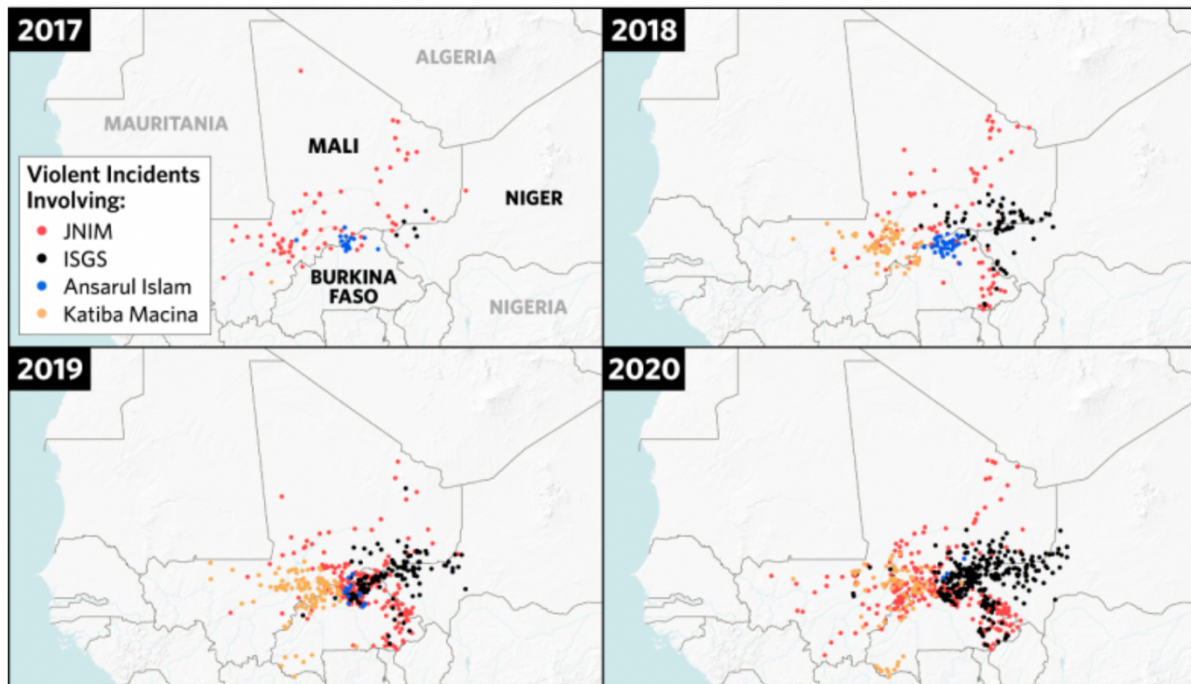 2017
2018
ALGERIA
MAURITANIA
MALI
Violent Incidents
Involving:
JNIM
ISGS
Ansarul Islam
Katiba Macina
NIGER
BURKINA
FASO
NIGERIA
2019
2020